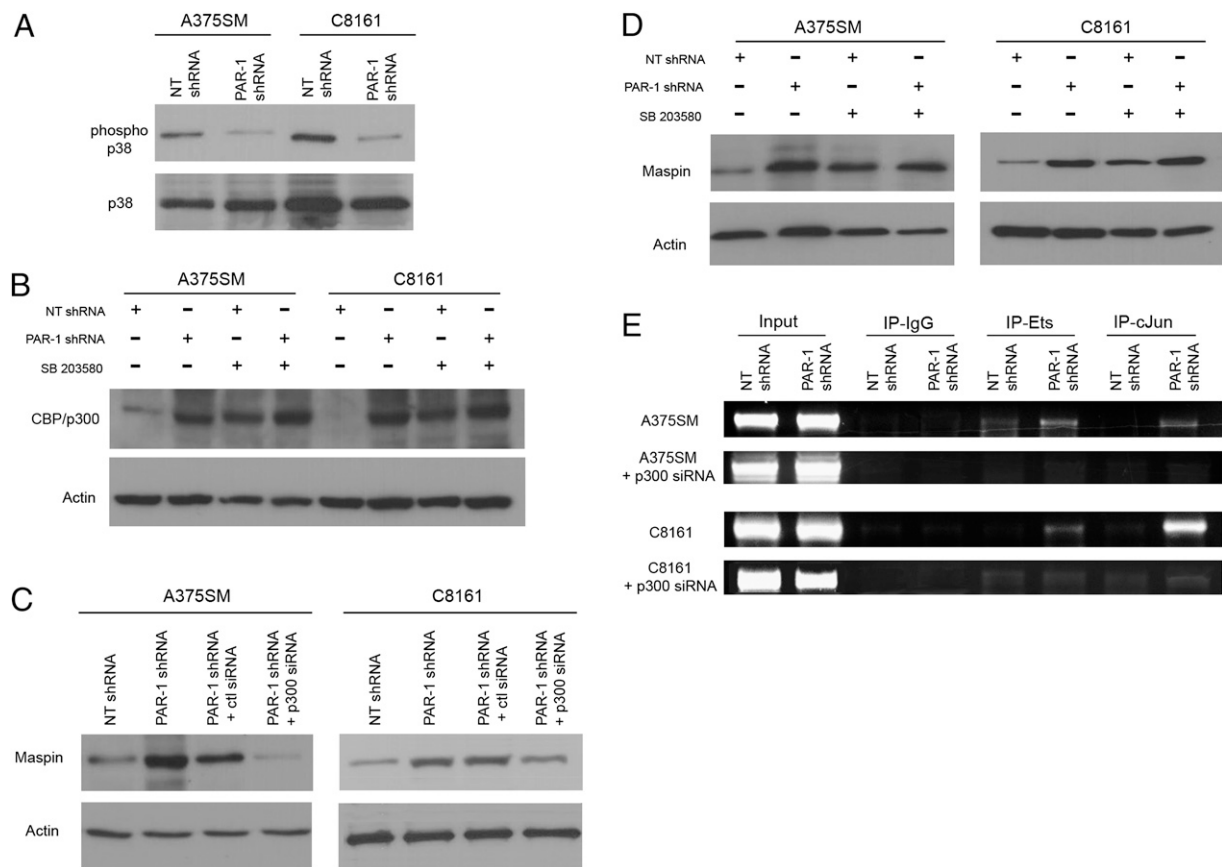 A
A375SM
C8161
NT
shRNA
PAR-1
shRNA
NT
shRNA
PAR-1
shRNA
phospho
p38
p38
B
A375SM
C8161
NT shRNA + - + - + - + -
PAR-1 shRNA - + - + - + - +
SB 203580 - - + + - - + +
CBP/p300
Actin
C
A375SM
C8161
NT shRNA
PAR-1 shRNA
PAR-1 shRNA
+ ctl siRNA
PAR-1 shRNA
+ p300 siRNA
NT shRNA
PAR-1 shRNA
PAR-1 shRNA
+ ctl siRNA
PAR-1 shRNA
+ p300 siRNA
Maspin
Actin
D
A375SM
C8161
NT shRNA + - + - + - + -
PAR-1 shRNA - + - + - + - +
SB 203580 - - + + - - + +
Maspin
Actin
E
Input
IP-IgG
IP-Ets
IP-cJun
NT
shRNA
PAR-1
shRNA
NT
shRNA
PAR-1
shRNA
NT
shRNA
PAR-1
shRNA
NT
shRNA
PAR-1
shRNA
A375SM
A375SM
+ p300 siRNA
C8161
C8161
+ p300 siRNA